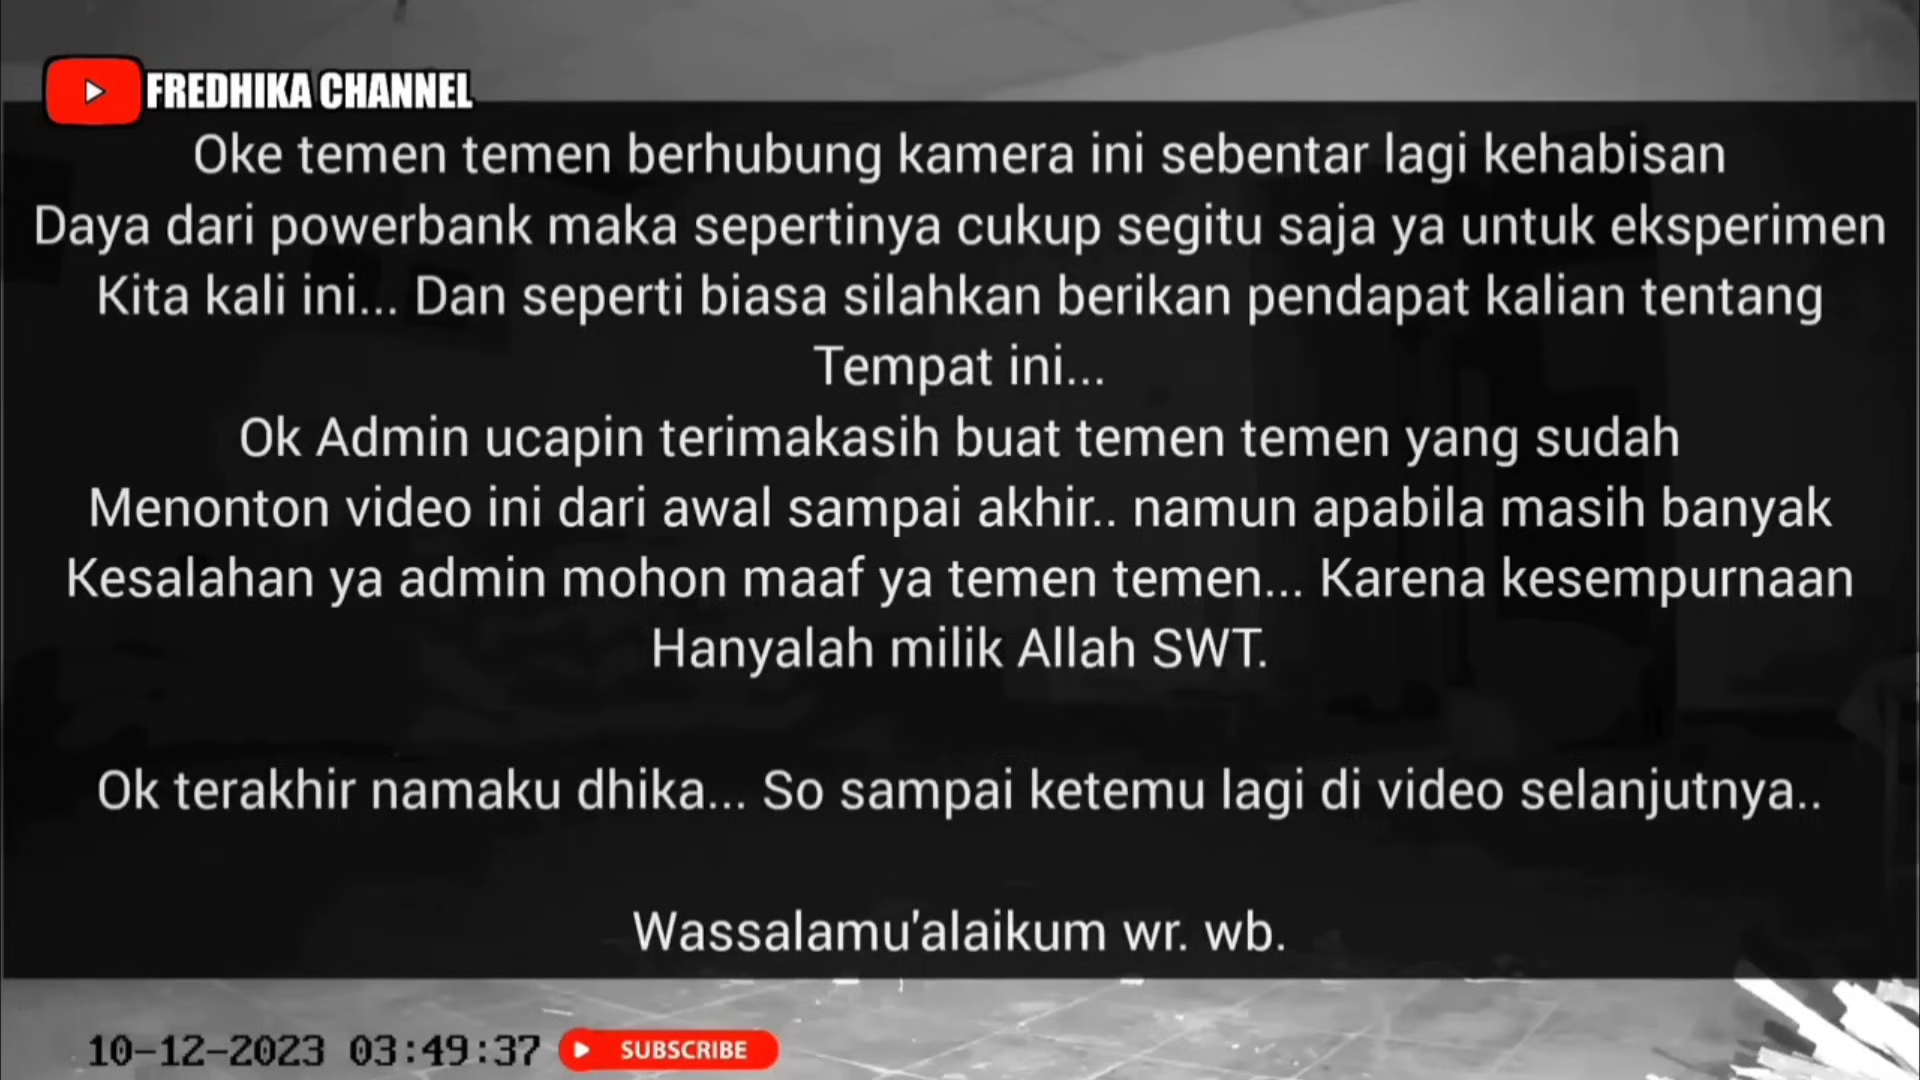 FREDHIKA CHANNEL
Oke temen temen berhubung kamera ini sebentar lagi kehabisan
Daya dari powerbank maka sepertinya cukup segitu saja ya untuk eksperimen
Kita kali ini... Dan seperti biasa silahkan berikan pendapat kalian tentang
Tempat ini...
Ok Admin ucapin terimakasih buat temen temen yang sudah
Menonton video ini dari awal sampai akhir.. namun apabila masih banyak
Kesalahan ya admin mohon maaf ya temen temen... Karena kesempurnaan
Hanyalah milik Allah SWT.
Ok terakhir namaku dhika... So sampai ketemu lagi di video selanjutnya..
Wassalamu'alaikum wr. wb.
10-12-2023 03:49:37 SUBSCRIBE